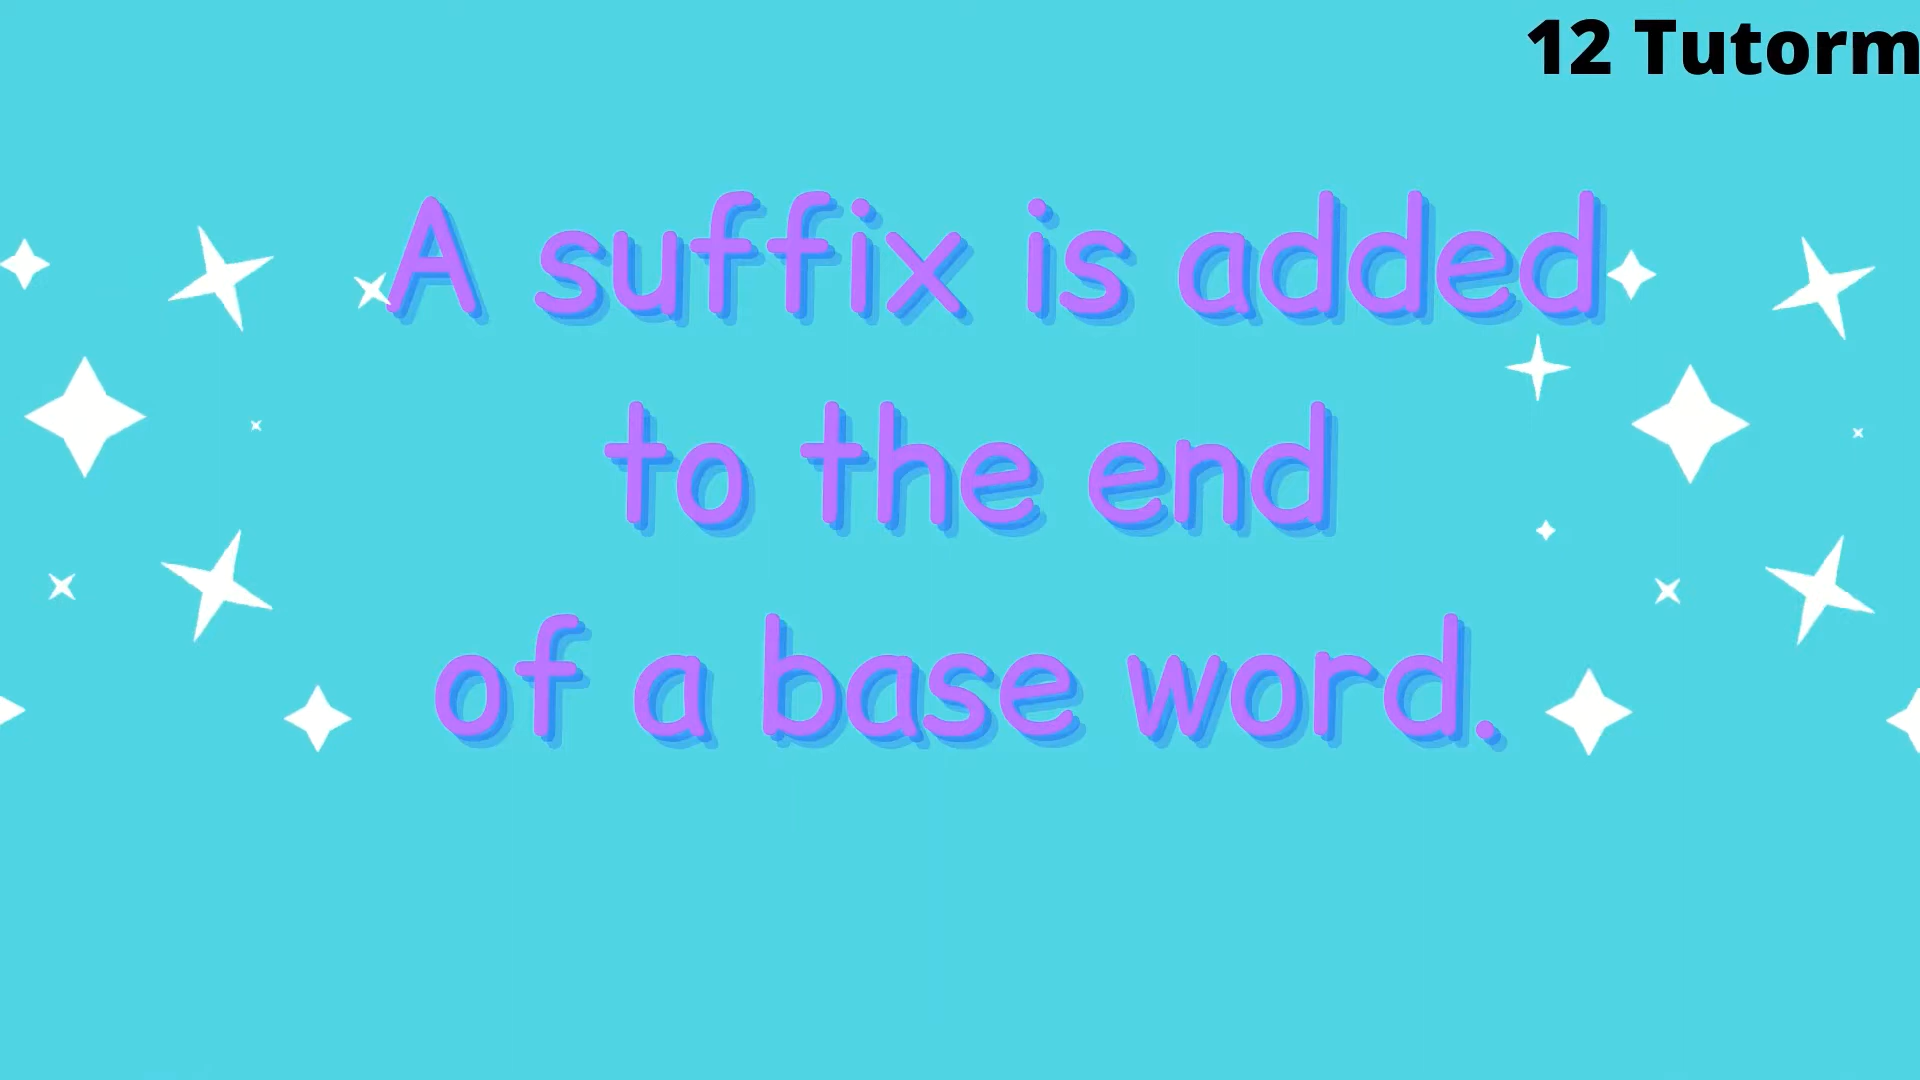 12 Tutorm
A suffix is added
to the end
of a base word.